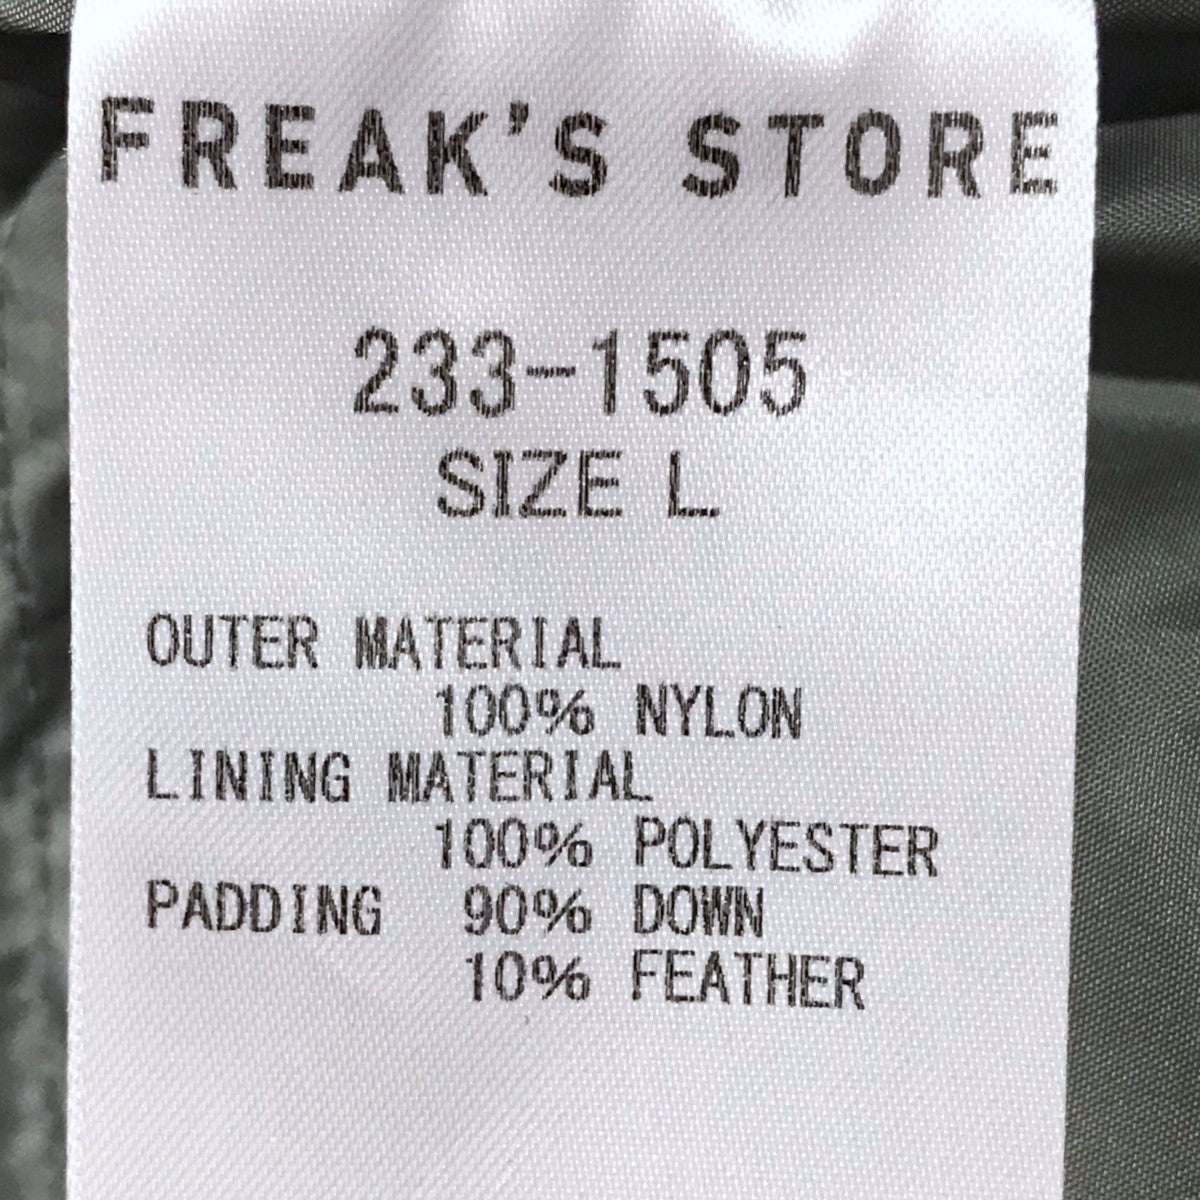 FREAK'S STORE
233-1505
SIZE L
OUTER MATERIAL
100% NYLON
LINING MATERIAL
100% POLYESTER
PADDING 90% DOWN
10% FEATHER